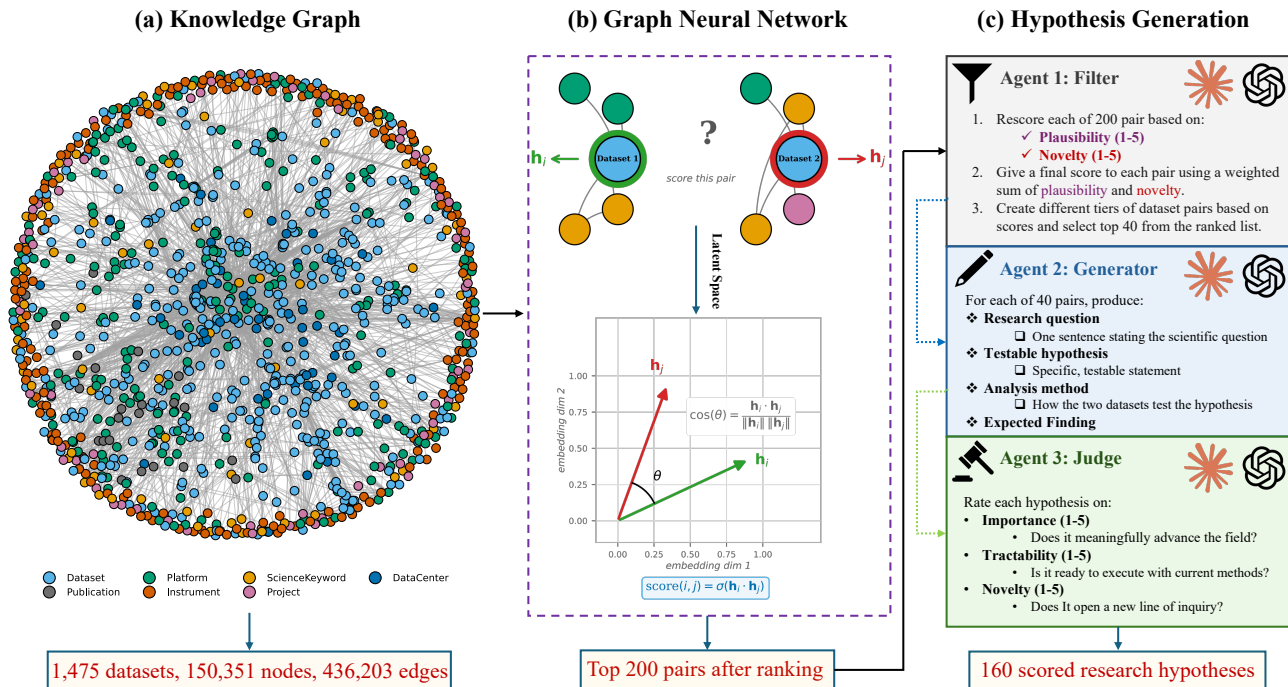 (a) Knowledge Graph
Dataset
Platform
ScienceKeyword
DataCenter
Publication
Instrument
Project
1,475 datasets, 150,351 nodes, 436,203 edges
(b) Graph Neural Network
?
Dataset 1
Dataset 2
h_i
h_j
score this pair
Latent Space
embedding dim 2
1.00
0.75
0.50
0.25
0.00
h_j
cos(θ) = h_i · h_j / ‖h_i‖ ‖h_j‖
h_i
θ
0.00 0.25 0.50 0.75 1.00
embedding dim 1
score(i, j) = σ(h_i · h_j)
Top 200 pairs after ranking
(c) Hypothesis Generation
Agent 1: Filter
1. Rescore each of 200 pair based on:
✓ Plausibility (1-5)
✓ Novelty (1-5)
2. Give a final score to each pair using a weighted
sum of plausibility and novelty.
3. Create different tiers of dataset pairs based on
scores and select top 40 from the ranked list.
Agent 2: Generator
For each of 40 pairs, produce:
❖ Research question
❑ One sentence stating the scientific question
❖ Testable hypothesis
❑ Specific, testable statement
❖ Analysis method
❑ How the two datasets test the hypothesis
❖ Expected Finding
Agent 3: Judge
Rate each hypothesis on:
• Importance (1-5)
• Does it meaningfully advance the field?
• Tractability (1-5)
• Is it ready to execute with current methods?
• Novelty (1-5)
• Does It open a new line of inquiry?
160 scored research hypotheses